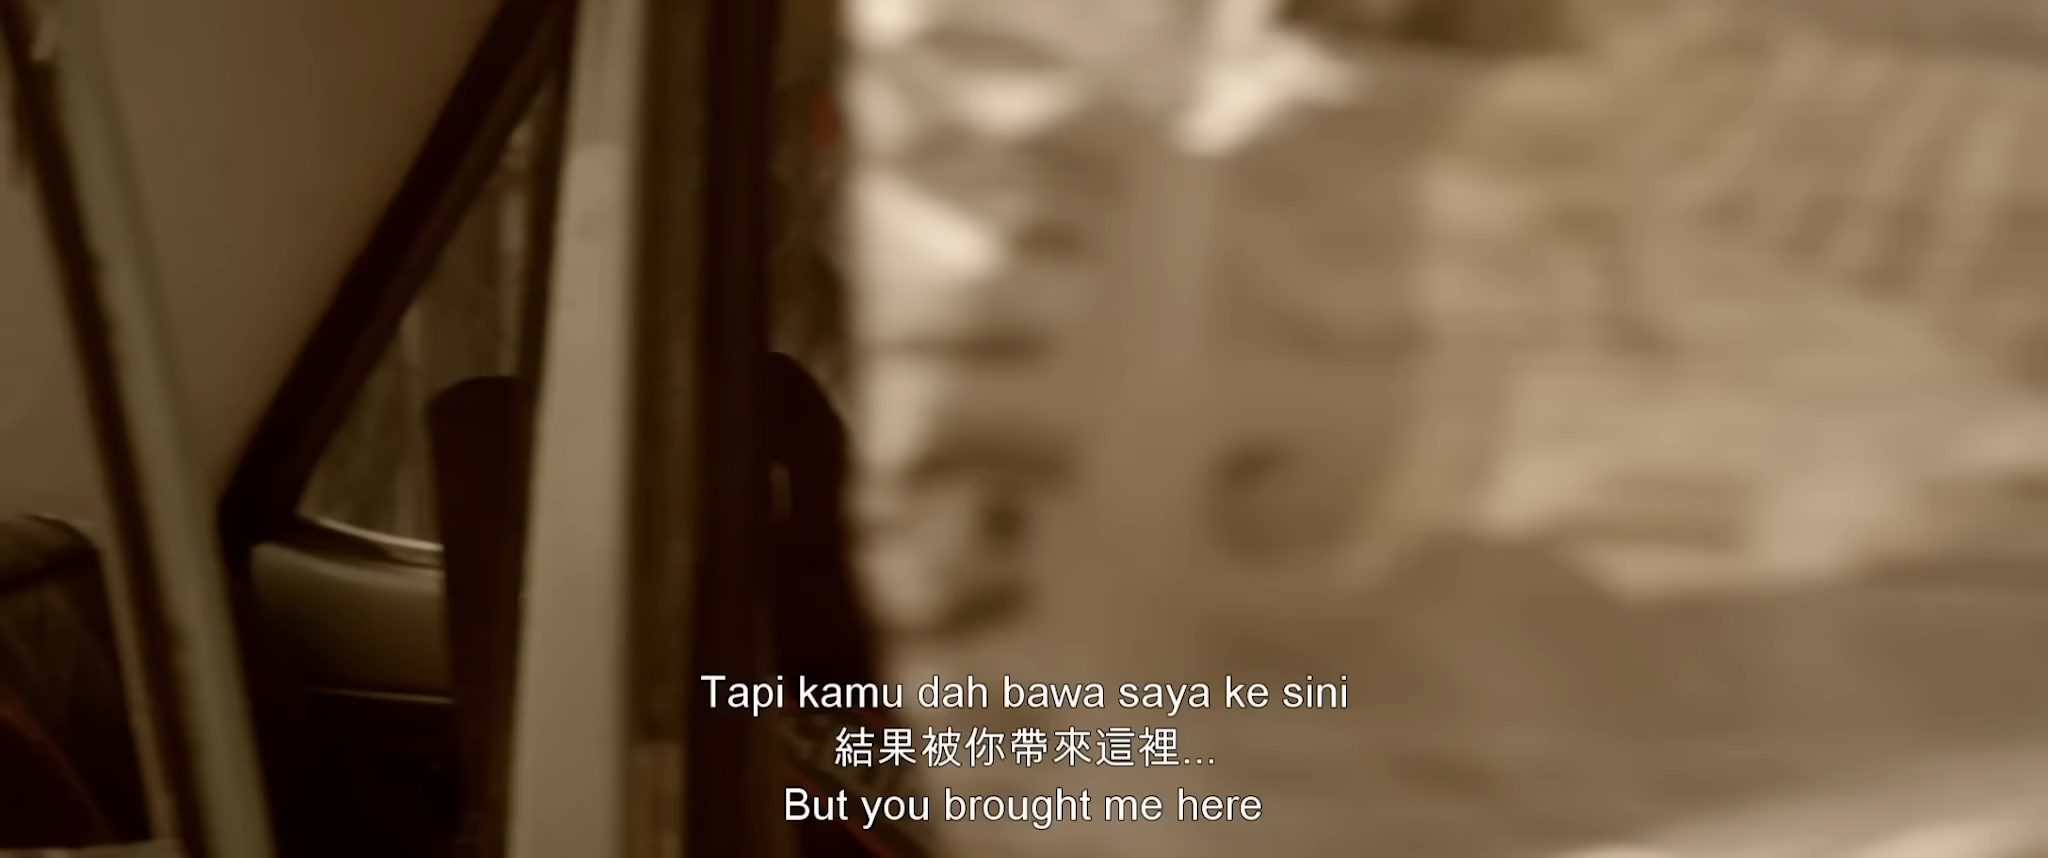 Tapi kamu dah bawa saya ke sini
結果被你帶來這裡...
But you brought me here